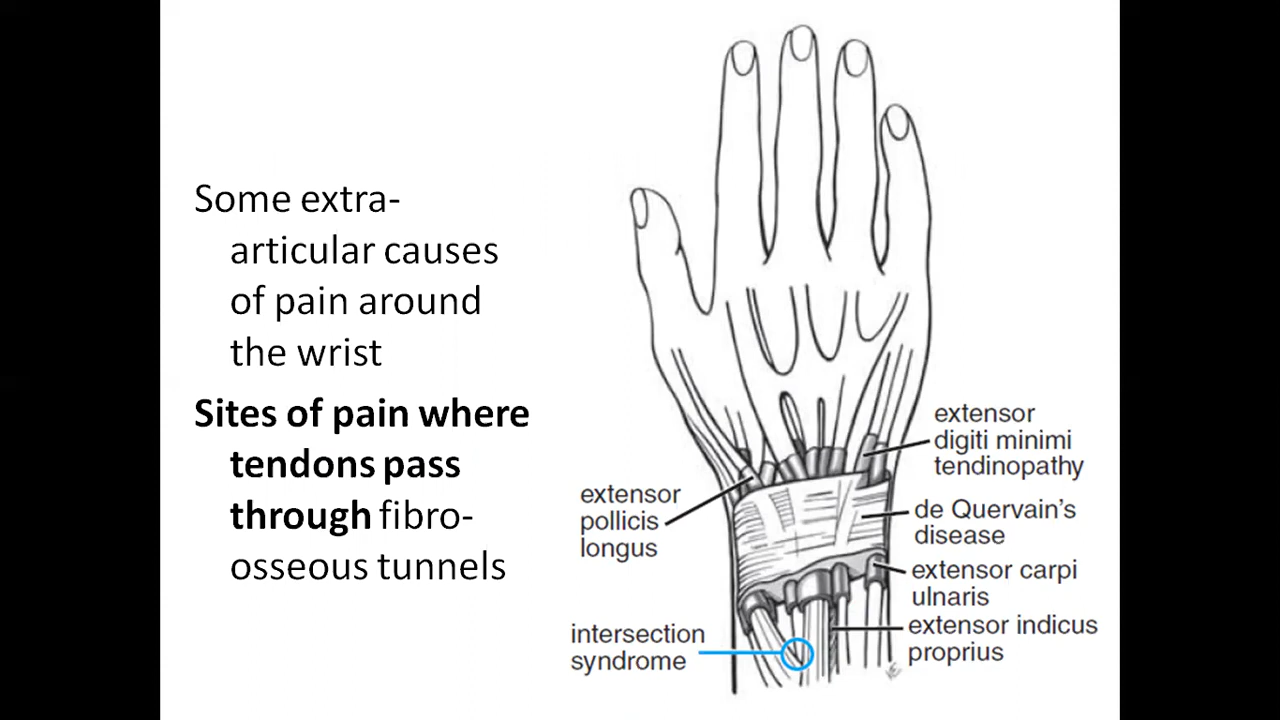 Some extra-
articular causes
of pain around
the wrist
Sites of pain where
tendons pass
through fibro-
osseous tunnels
extensor
digiti minimi
tendinopathy
extensor
pollicis
longus
de Quervain's
disease
extensor carpi
ulnaris
extensor indicus
proprius
intersection
syndrome